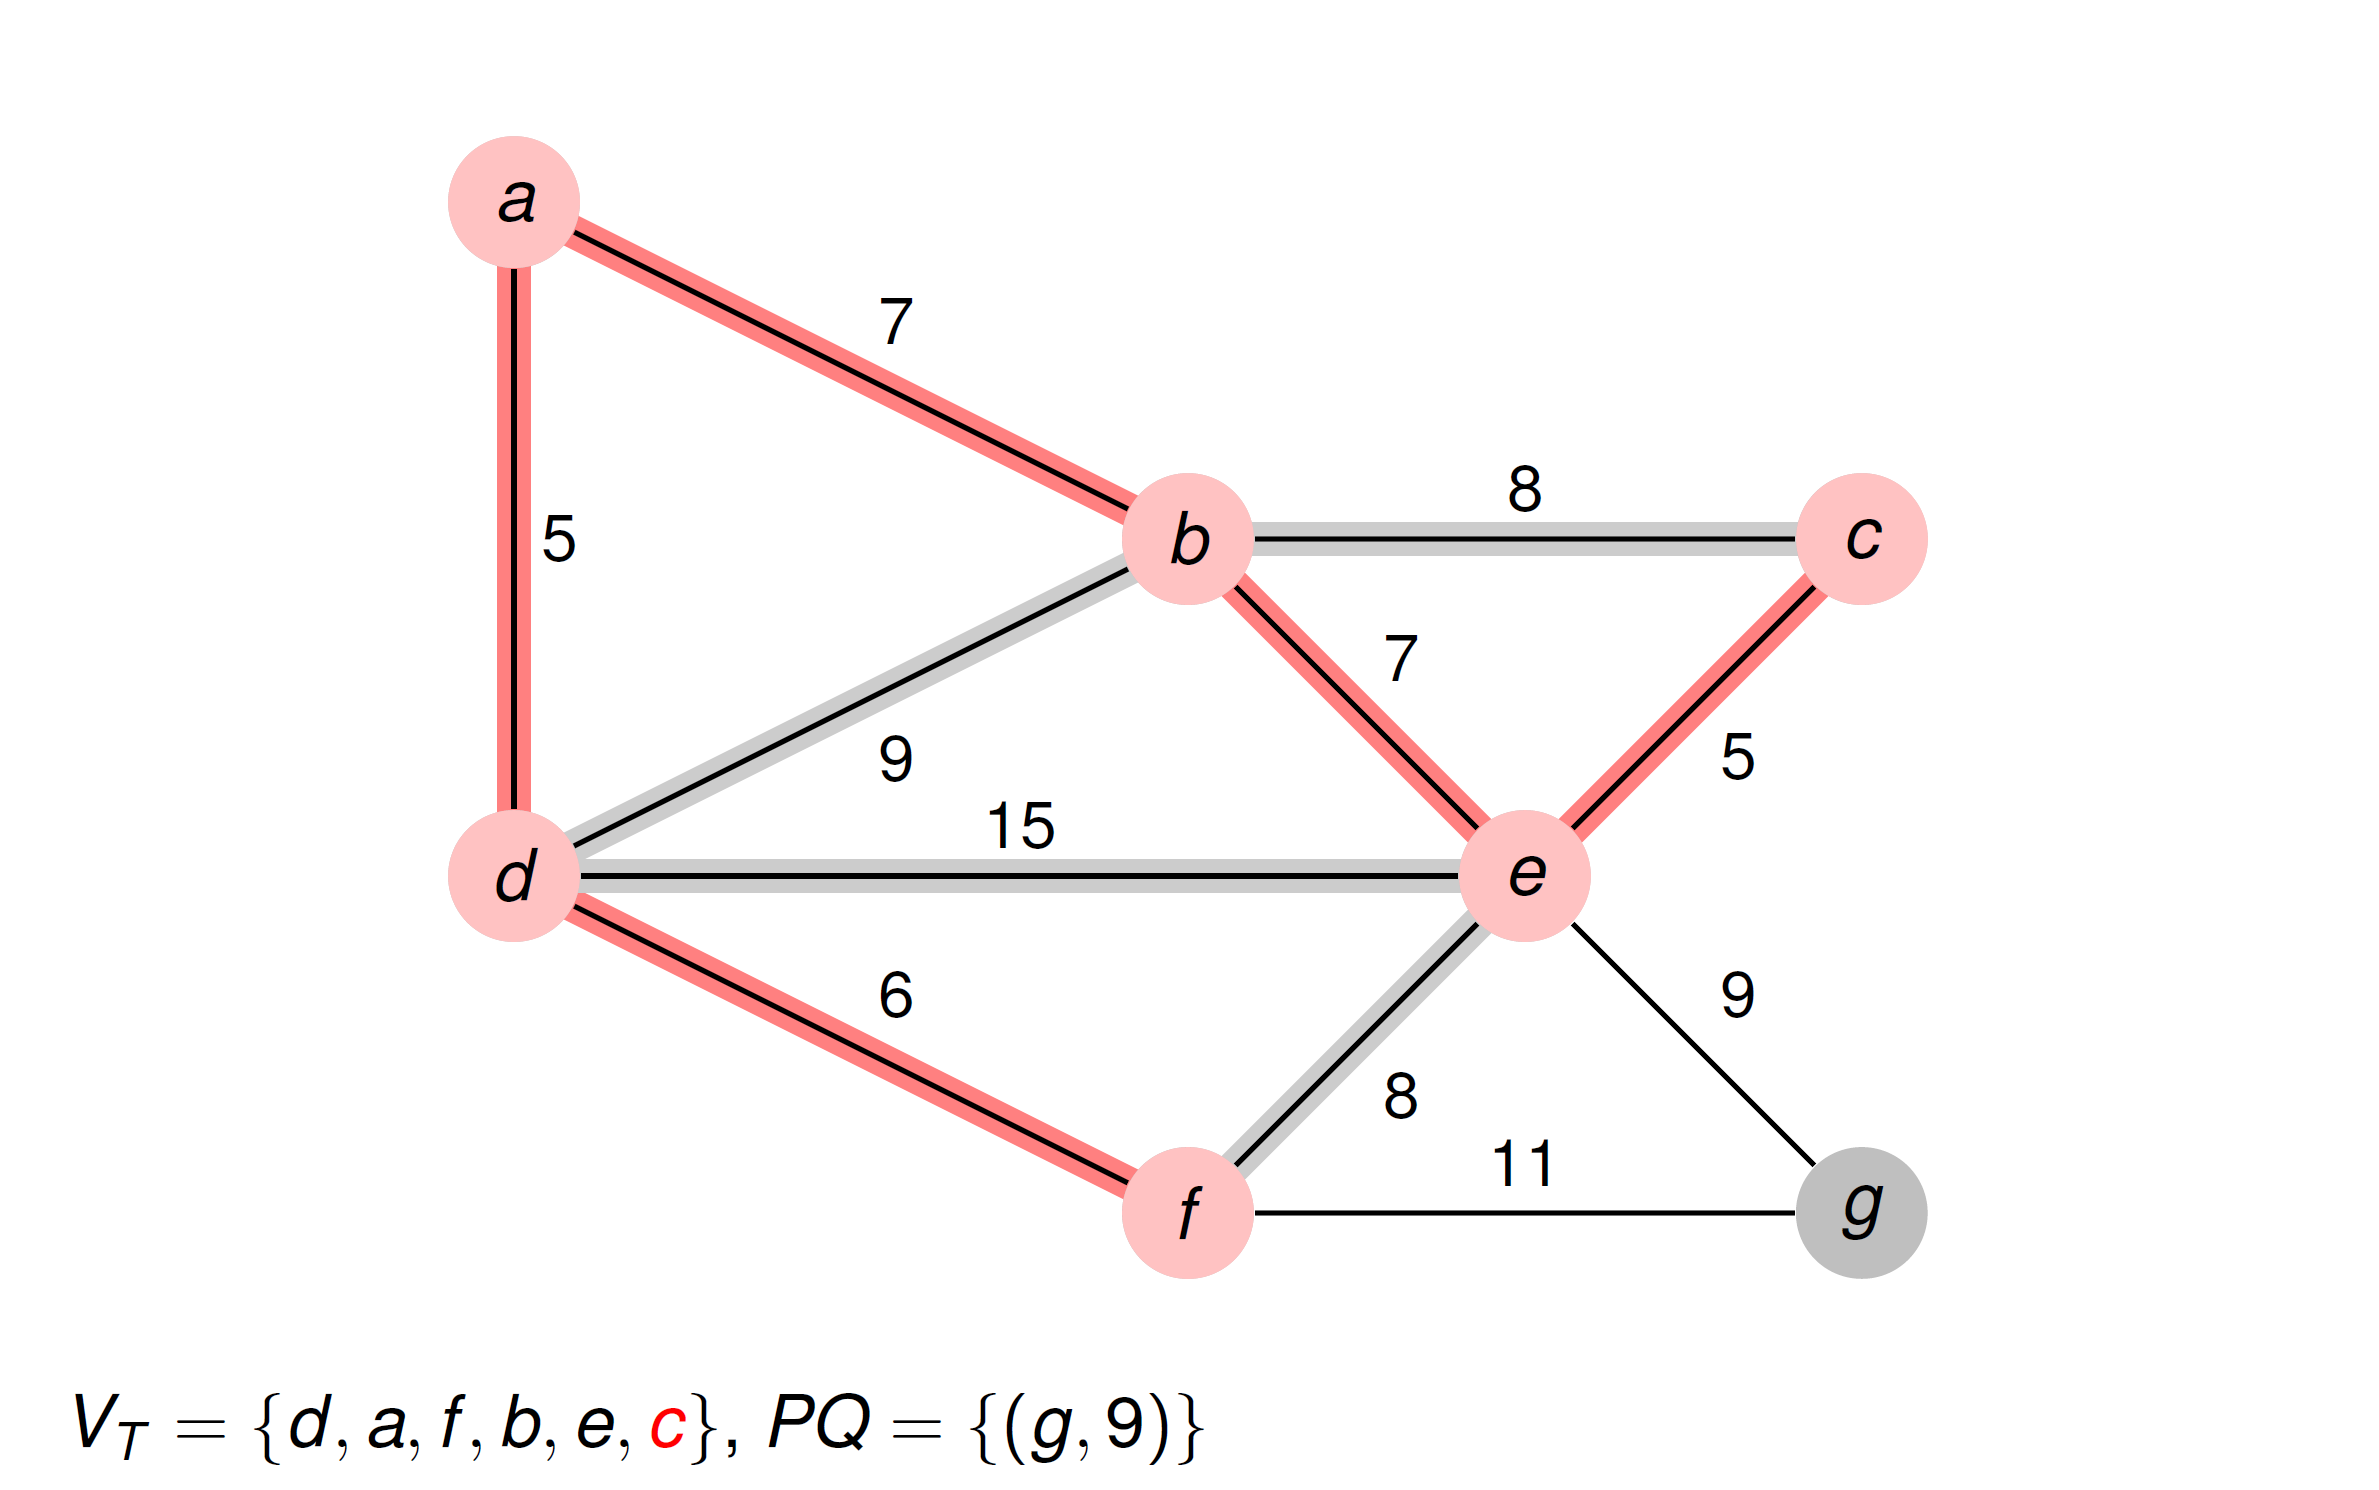 a
7
8
b
c
5
7
9
5
15
d
e
6
9
8
11
f
g
V_T = {d, a, f, b, e, c}, PQ = {(g, 9)}